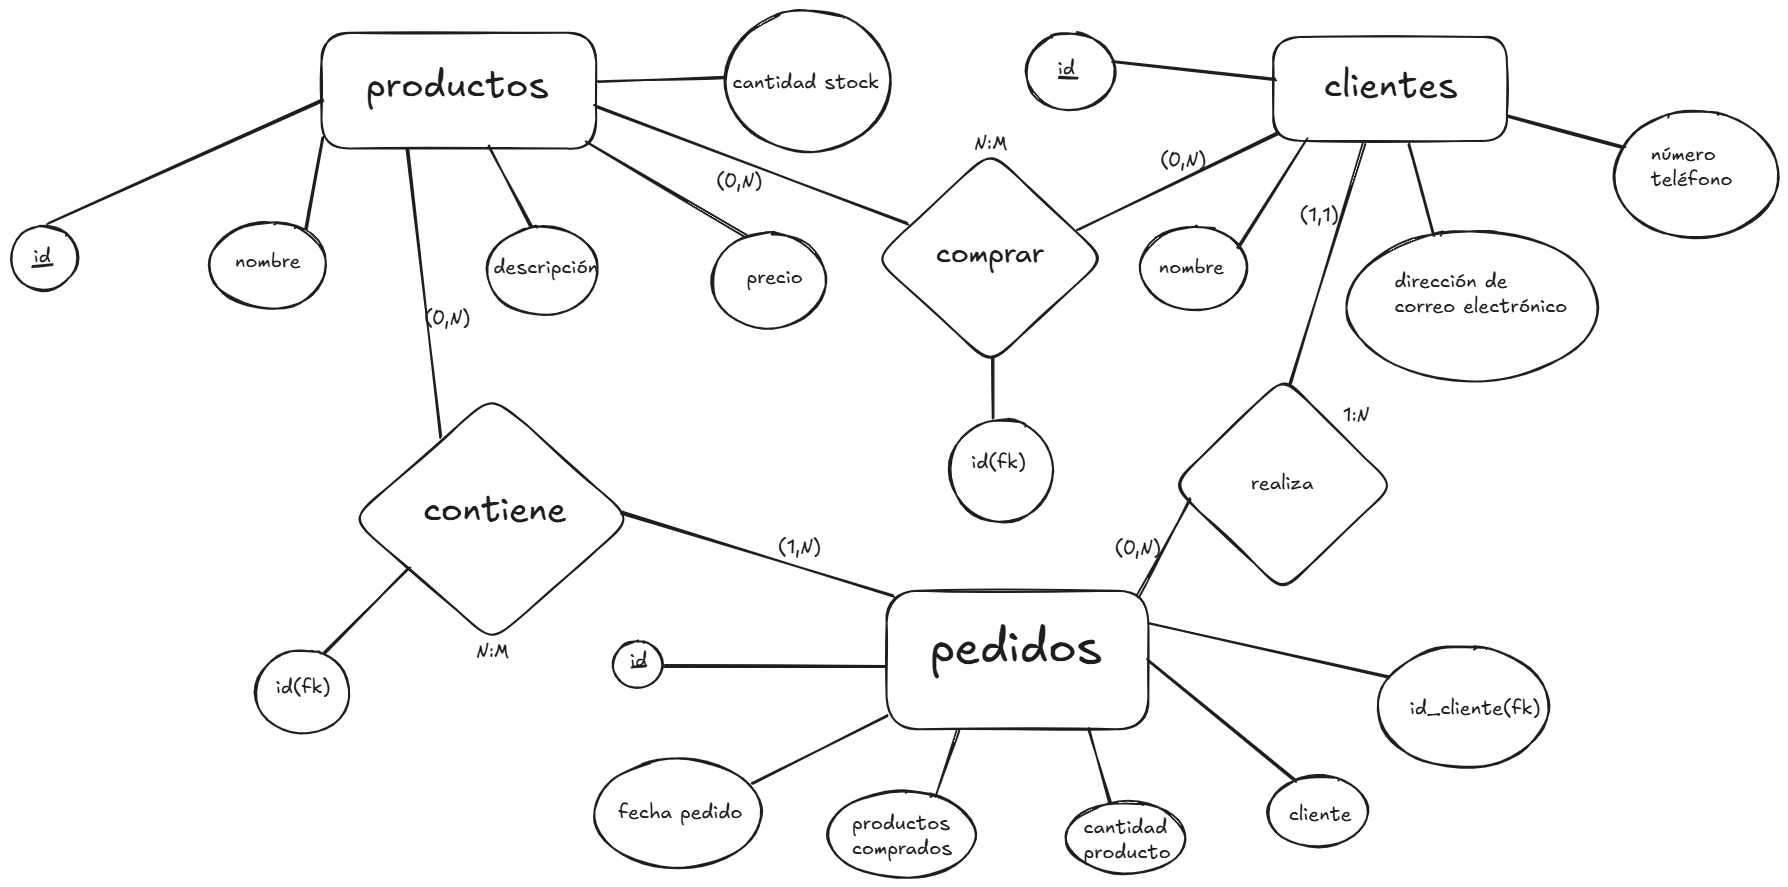 productos
cantidad stock
id
clientes
número
teléfono
N:M
(0,N)
(0,N)
(1,1)
id
nombre
descripción
precio
comprar
nombre
dirección de
correo electrónico
(0,N)
1:N
id(fk)
realiza
contiene
(1,N)
(0,N)
N:M
id
pedidos
id(fk)
id_cliente(fk)
fecha pedido
productos
comprados
cantidad
producto
cliente